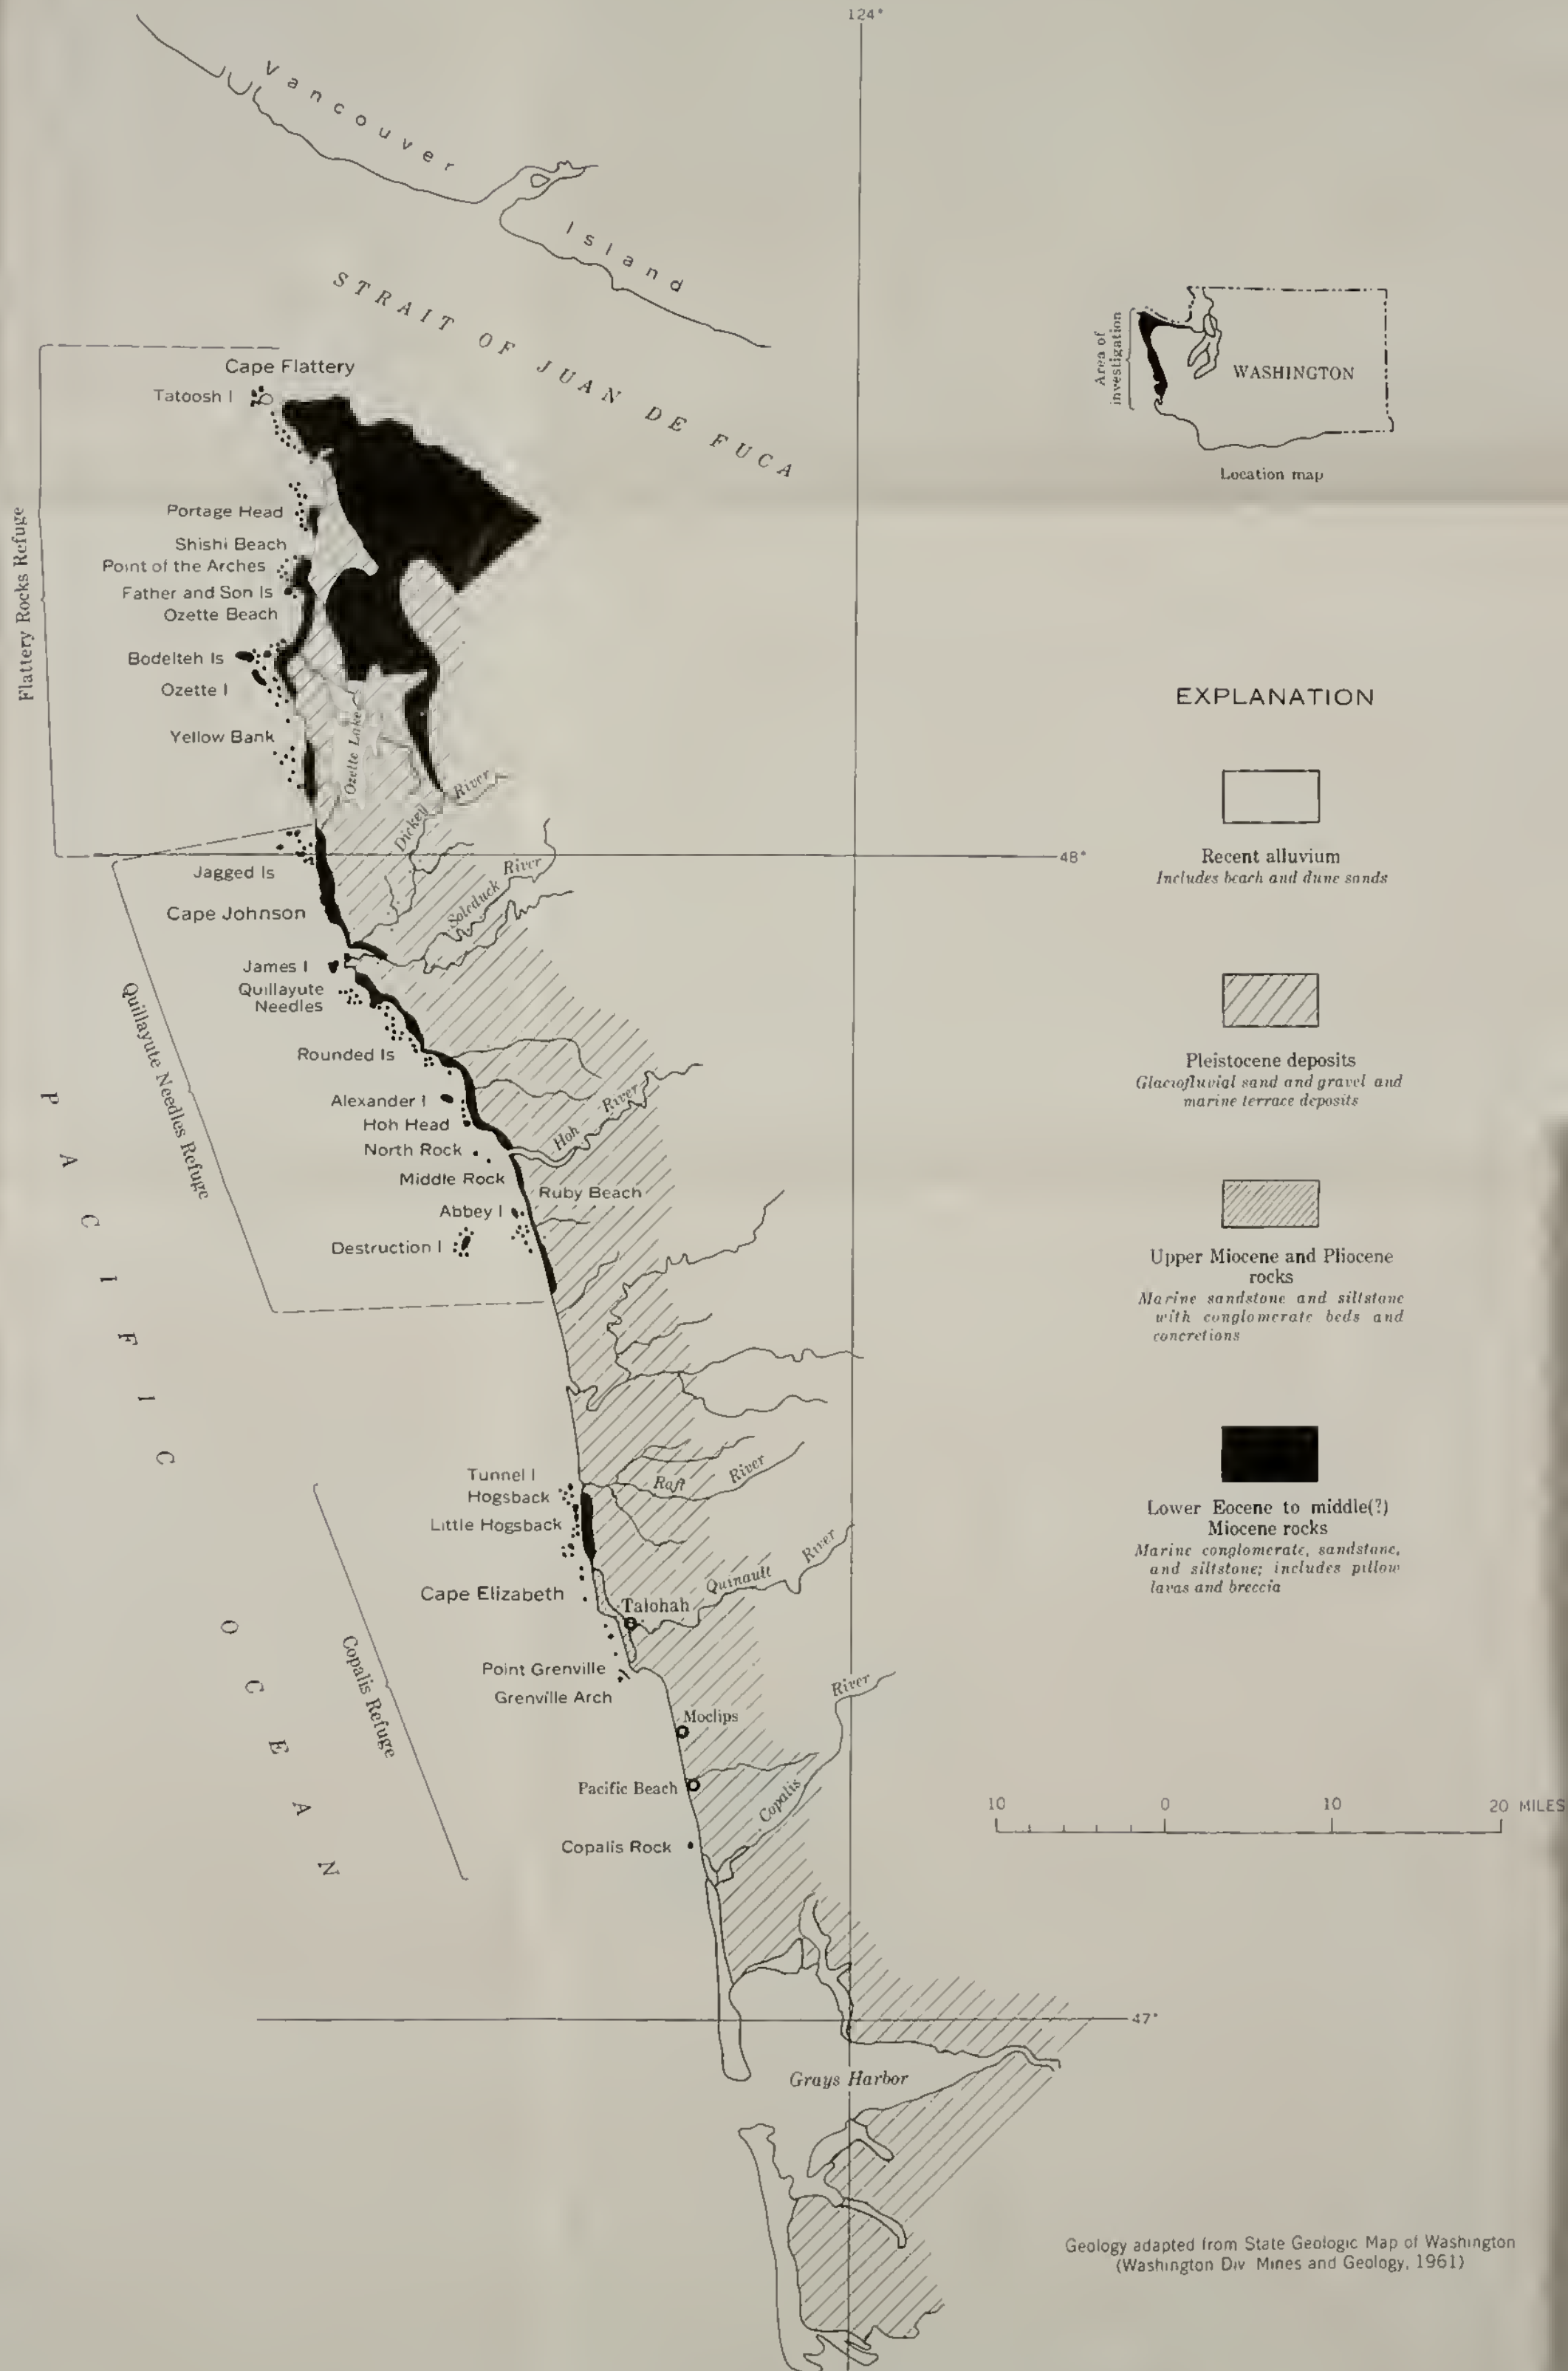 124°
Vancouver
Island
STRAIT OF JUAN DE FUCA
Cape Flattery
Tatoosh I
Portage Head
Shishi Beach
Point of the Arches
Father and Son Is
Ozette Beach
Bodelteh Is
Ozette I
Yellow Bank
Ozette Lake
Dickey River
Flattery Rocks Refuge
48°
Jagged Is
Soleduck River
Cape Johnson
James I
Quillayute
Needles
Rounded Is
Alexander I
Hoh Head
Hoh River
North Rock
Middle Rock
Ruby Beach
Abbey I
Destruction I
Quillayute Needles Refuge
PACIFIC OCEAN
Tunnel I
Hogsback
Raft River
Little Hogsback
Cape Elizabeth
Quinault River
Talohah
Point Grenville
Grenville Arch
Copalis Refuge
Moclips
Pacific Beach
Copalis River
Copalis Rock
47°
Grays Harbor
Area of
investigation
WASHINGTON
Location map
EXPLANATION
Recent alluvium
Includes beach and dune sands
Pleistocene deposits
Glaciofluvial sand and gravel and
marine terrace deposits
Upper Miocene and Pliocene
rocks
Marine sandstone and siltstone
with conglomerate beds and
concretions
Lower Eocene to middle(?)
Miocene rocks
Marine conglomerate, sandstone,
and siltstone; includes pillow
lavas and breccia
10 0 10 20 MILES
Geology adapted from State Geologic Map of Washington
(Washington Div Mines and Geology, 1961)